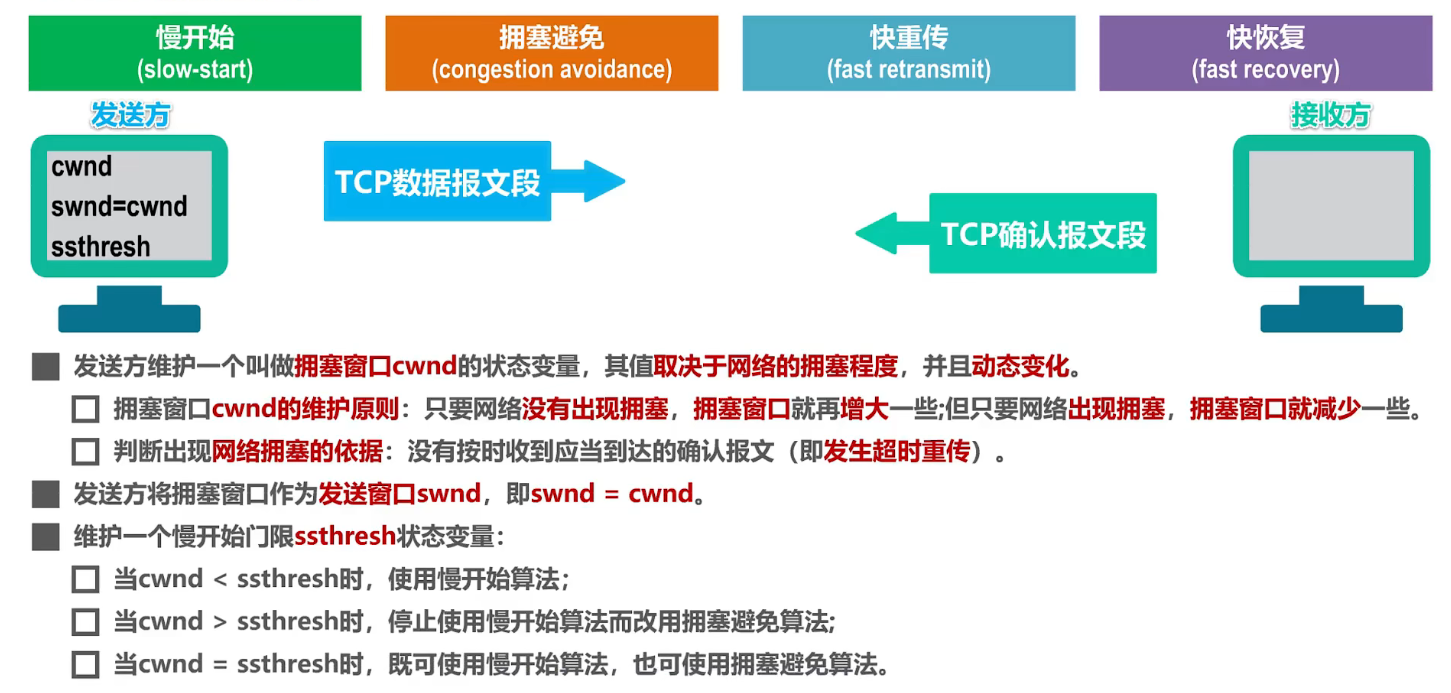 慢开始
(slow-start)
拥塞避免
(congestion avoidance)
快重传
(fast retransmit)
快恢复
(fast recovery)
发送方
接收方
cwnd
swnd=cwnd
ssthresh
TCP数据报文段
TCP确认报文段
发送方维护一个叫做拥塞窗口cwnd的状态变量，其值取决于网络的拥塞程度，并且动态变化。
拥塞窗口cwnd的维护原则：只要网络没有出现拥塞，拥塞窗口就再增大一些;但只要网络出现拥塞，拥塞窗口就减少一些。
判断出现网络拥塞的依据：没有按时收到应当到达的确认报文（即发生超时重传）。
发送方将拥塞窗口作为发送窗口swnd，即swnd = cwnd。
维护一个慢开始门限ssthresh状态变量：
当cwnd < ssthresh时，使用慢开始算法；
当cwnd > ssthresh时，停止使用慢开始算法而改用拥塞避免算法;
当cwnd = ssthresh时，既可使用慢开始算法，也可使用拥塞避免算法。